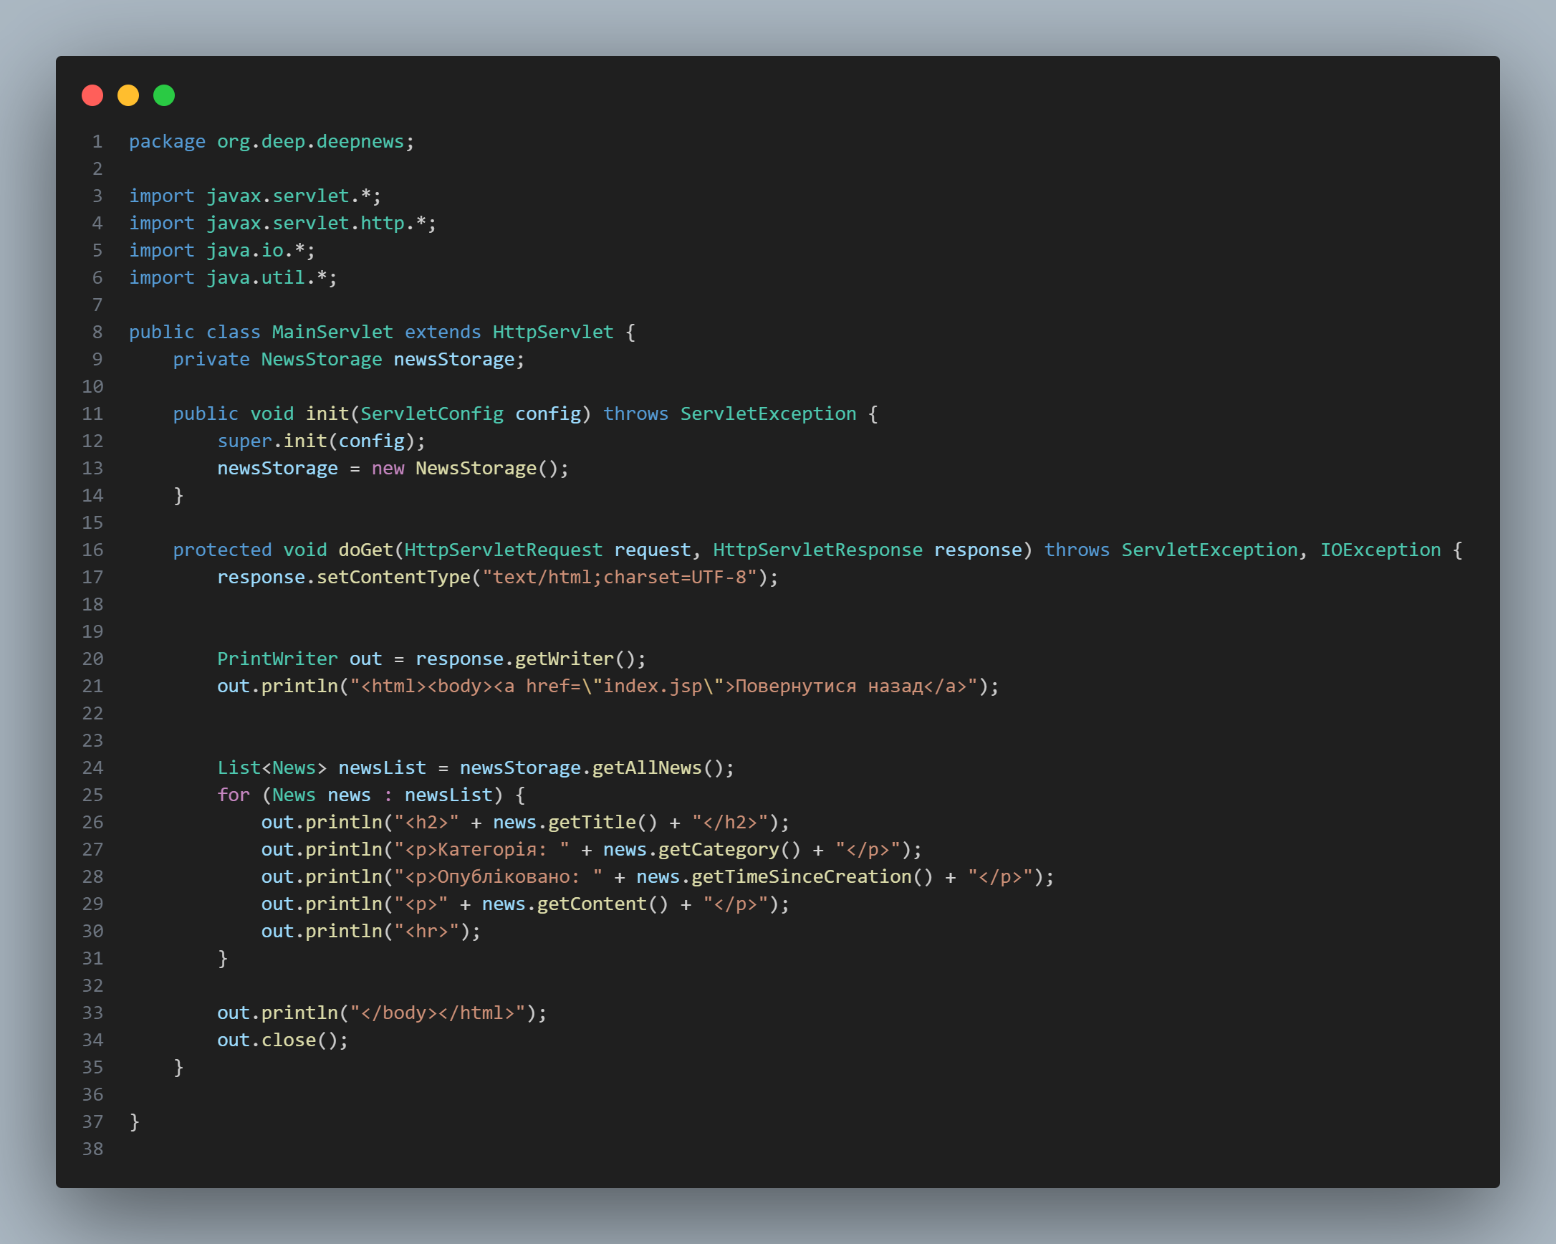 1 package org.deep.deepnews;
2
3 import javax.servlet.*;
4 import javax.servlet.http.*;
5 import java.io.*;
6 import java.util.*;
7
8 public class MainServlet extends HttpServlet {
9     private NewsStorage newsStorage;
10
11     public void init(ServletConfig config) throws ServletException {
12         super.init(config);
13         newsStorage = new NewsStorage();
14     }
15
16     protected void doGet(HttpServletRequest request, HttpServletResponse response) throws ServletException, IOException {
17         response.setContentType("text/html;charset=UTF-8");
18
19
20         PrintWriter out = response.getWriter();
21         out.println("<html><body><a href=\"index.jsp\">Повернутися назад</a>");
22
23
24         List<News> newsList = newsStorage.getAllNews();
25         for (News news : newsList) {
26             out.println("<h2>" + news.getTitle() + "</h2>");
27             out.println("<p>Категорія: " + news.getCategory() + "</p>");
28             out.println("<p>Опубліковано: " + news.getTimeSinceCreation() + "</p>");
29             out.println("<p>" + news.getContent() + "</p>");
30             out.println("<hr>");
31         }
32
33         out.println("</body></html>");
34         out.close();
35     }
36
37 }
38